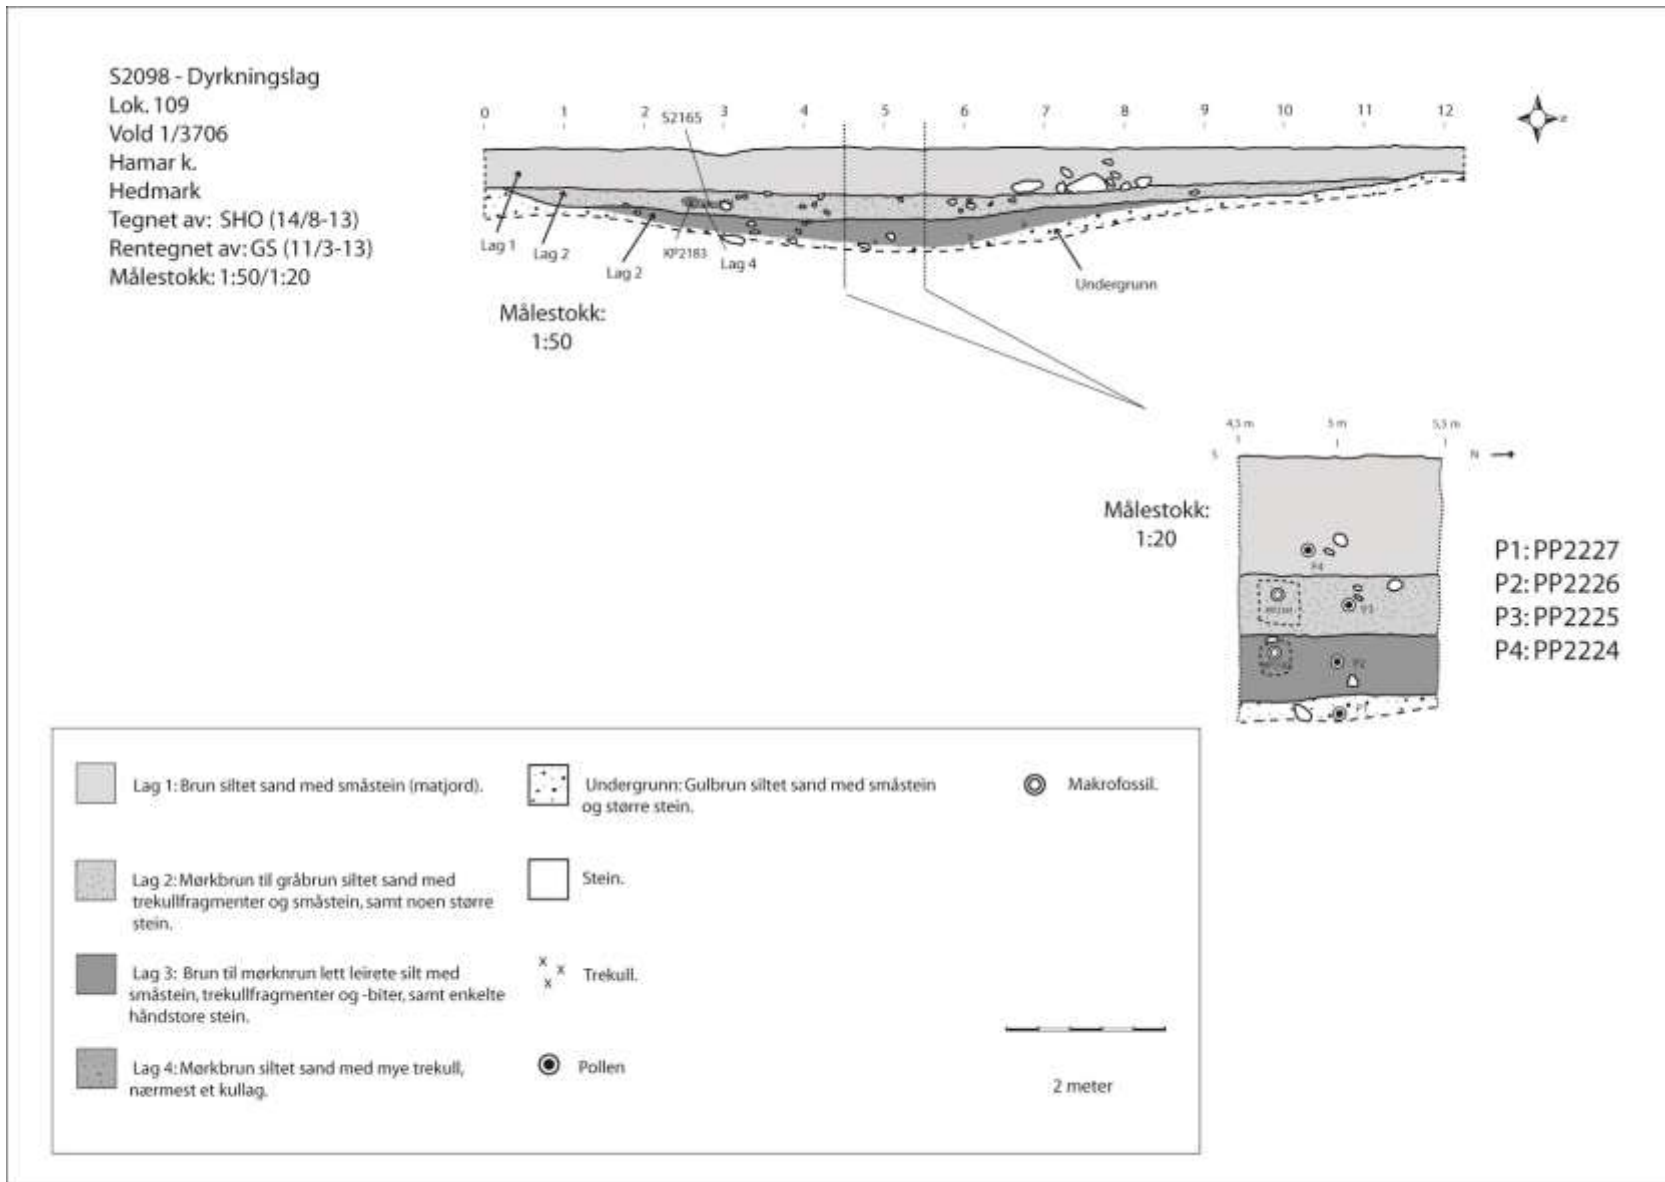 S2098 - Dyrkningslag
Lok. 109
Vold 1/3706
Hamar k.
Hedmark
Tegnet av: SHO (14/8-13)
Rentegnet av: GS (11/3-13)
Målestokk: 1:50/1:20
0 1 2 3 4 5 6 7 8 9 10 11 12
S2165
N
Lag 1
Lag 2
Lag 2
KP2183
Lag 4
Undergrunn
Målestokk:
1:50
4,5 m 5 m 5,5 m
S
N
Målestokk:
1:20
P4
P3
P2
P1
P1: PP2227
P2: PP2226
P3: PP2225
P4: PP2224
Lag 1: Brun siltet sand med småstein (matjord).
Lag 2: Mørkbrun til gråbrun siltet sand med
trekullfragmenter og småstein, samt noen større
stein.
Lag 3: Brun til mørknrun lett leirete silt med
småstein, trekullfragmenter og -biter, samt enkelte
håndstore stein.
Lag 4: Mørkbrun siltet sand med mye trekull,
nærmest et kullag.
Undergrunn: Gulbrun siltet sand med småstein
og større stein.
Stein.
x x x
Trekull.
Pollen
Makrofossil.
2 meter